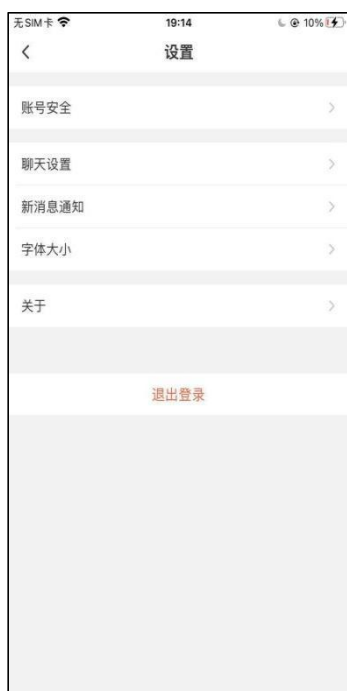 无SIM卡 19:14 10%
设置
账号安全
聊天设置
新消息通知
字体大小
关于
退出登录